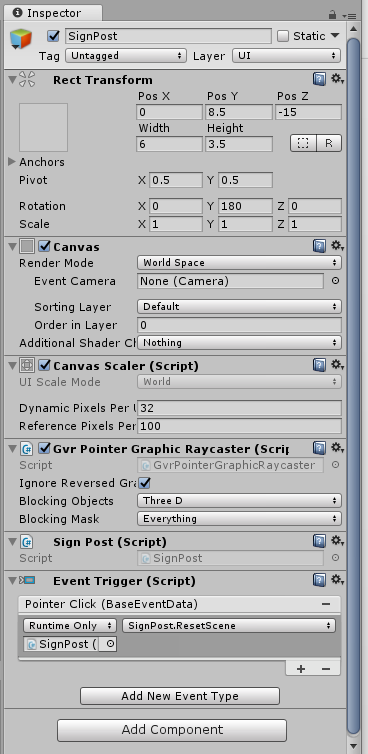 Inspector
SignPost Static
Tag Untagged Layer UI
Rect Transform
Pos X Pos Y Pos Z
0 8.5 -15
Width Height
6 3.5 R
Anchors
Pivot X 0.5 Y 0.5
Rotation X 0 Y 180 Z 0
Scale X 1 Y 1 Z 1
Canvas
Render Mode World Space
Event Camera None (Camera)
Sorting Layer Default
Order in Layer 0
Additional Shader Ch Nothing
Canvas Scaler (Script)
UI Scale Mode World
Dynamic Pixels Per U 32
Reference Pixels Per 100
Gvr Pointer Graphic Raycaster (Scrip
Script GvrPointerGraphicRaycaster
Ignore Reversed Gra
Blocking Objects Three D
Blocking Mask Everything
Sign Post (Script)
Script SignPost
Event Trigger (Script)
Pointer Click (BaseEventData)
Runtime Only SignPost.ResetScene
SignPost (
Add New Event Type
Add Component